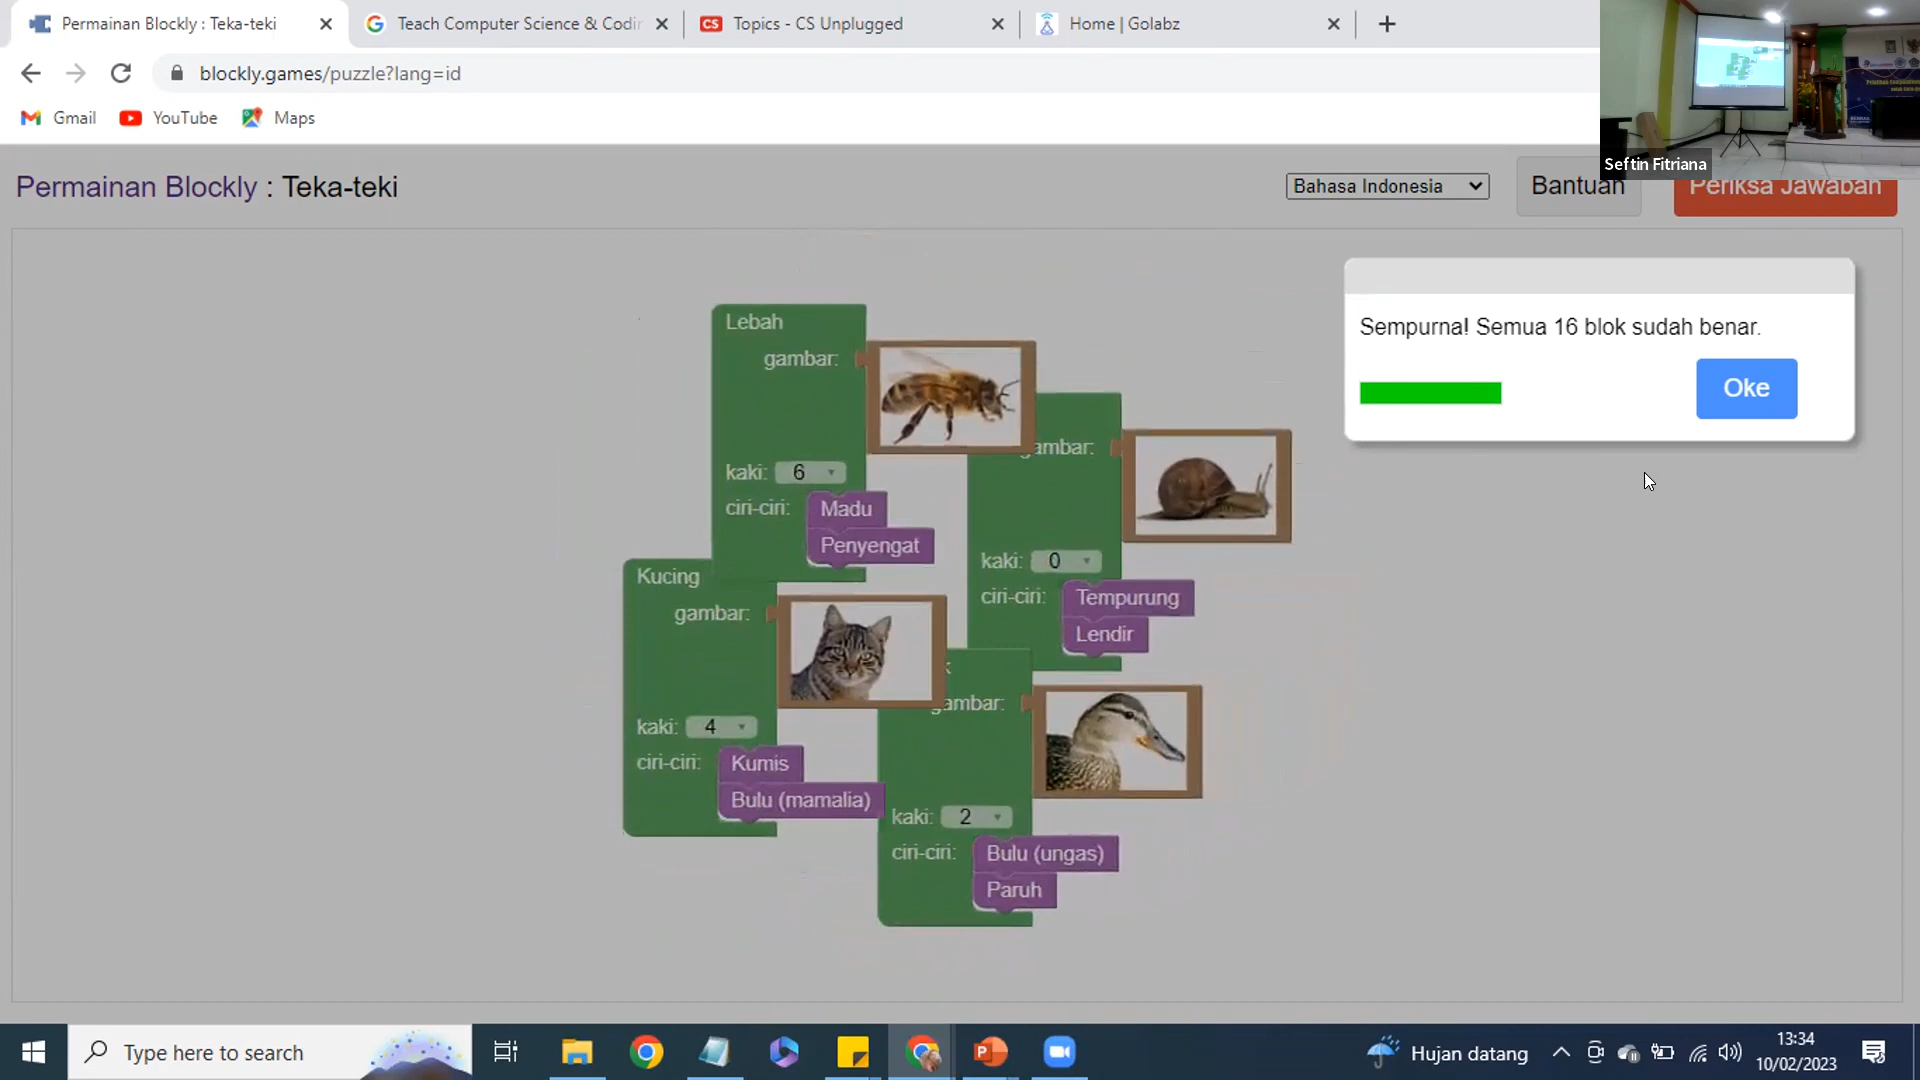 Permainan Blockly : Teka-teki
Teach Computer Science & Codin
Topics - CS Unplugged
Home | Golabz
blockly.games/puzzle?lang=id
Gmail
YouTube
Maps
Seftin Fitriana
Permainan Blockly : Teka-teki
Bahasa Indonesia
Bantuan
Periksa Jawaban
Sempurna! Semua 16 blok sudah benar.
Oke
Lebah
gambar:
kaki: 6
ciri-ciri: Madu
Penyengat
gambar:
kaki: 0
ciri-ciri: Tempurung
Lendir
Kucing
gambar:
kaki: 4
ciri-ciri: Kumis
Bulu (mamalia)
k
gambar:
kaki: 2
ciri-ciri: Bulu (ungas)
Paruh
Type here to search
Hujan datang
13:34
10/02/2023